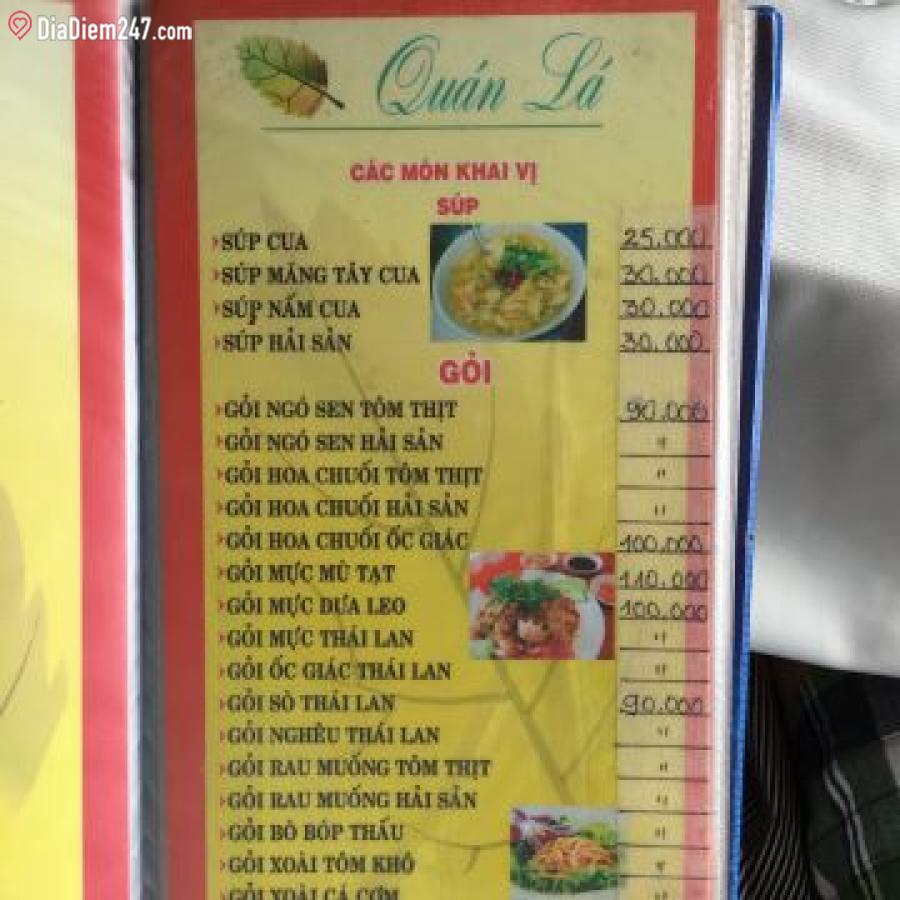 DiaDiem247.com
Quán Lá
CÁC MÓN KHAI VỊ
SÚP
SÚP CUA 25.000
SÚP MĂNG TÂY CUA 30.000
SÚP NẤM CUA 30.000
SÚP HẢI SẢN 30.000
GỎI
GỎI NGÓ SEN TÔM THỊT 90.000
GỎI NGÓ SEN HẢI SẢN "
GỎI HOA CHUỐI TÔM THỊT "
GỎI HOA CHUỐI HẢI SẢN "
GỎI HOA CHUỐI ỐC GIÁC 100.000
GỎI MỰC MÙ TẠT 110.000
GỎI MỰC DƯA LEO 100.000
GỎI MỰC THÁI LAN "
GỎI ỐC GIÁC THÁI LAN "
GỎI SÒ THÁI LAN 90.000
GỎI NGHÊU THÁI LAN "
GỎI RAU MUỐNG TÔM THỊT "
GỎI RAU MUỐNG HẢI SẢN "
GỎI BÒ BÓP THẤU "
GỎI XOÀI TÔM KHÔ "
GỎI XOÀI CÁ CƠM "